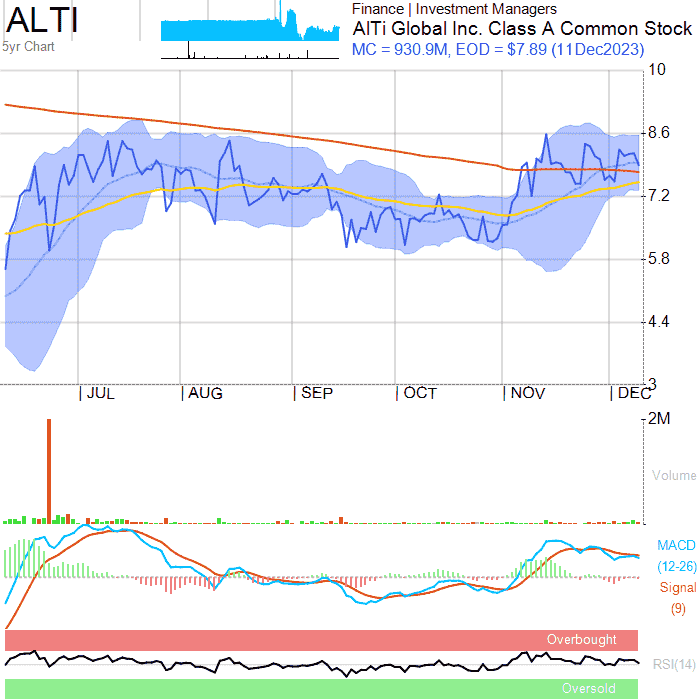 ALTI
5yr Chart
Finance | Investment Managers
AlTi Global Inc. Class A Common Stock
MC = 930.9M, EOD = $7.89 (11Dec2023)
10
8.6
7.2
5.8
4.4
3
| JUL | AUG | SEP | OCT | NOV | DEC
2M
Volume
MACD
(12-26)
Signal
(9)
Overbought
RSI(14)
Oversold